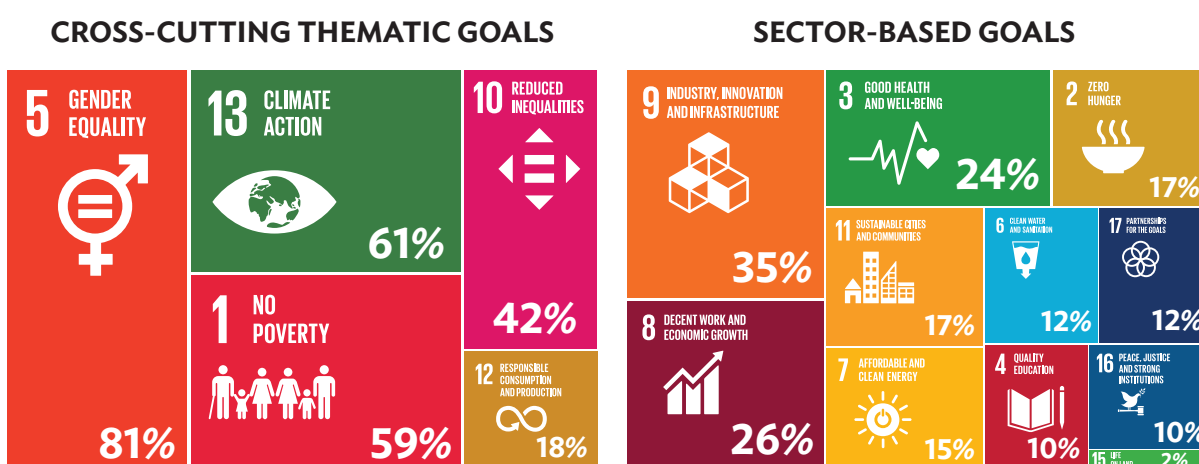 CROSS-CUTTING THEMATIC GOALS
5 GENDER
EQUALITY
81%
13 CLIMATE
ACTION
61%
1 NO
POVERTY
59%
10 REDUCED
INEQUALITIES
42%
12 RESPONSIBLE
CONSUMPTION
AND PRODUCTION
18%
SECTOR-BASED GOALS
9 INDUSTRY, INNOVATION
AND INFRASTRUCTURE
35%
8 DECENT WORK AND
ECONOMIC GROWTH
26%
3 GOOD HEALTH
AND WELL-BEING
24%
2 ZERO
HUNGER
17%
11 SUSTAINABLE CITIES
AND COMMUNITIES
17%
6 CLEAN WATER
AND SANITATION
12%
17 PARTNERSHIPS
FOR THE GOALS
12%
7 AFFORDABLE AND
CLEAN ENERGY
15%
4 QUALITY
EDUCATION
10%
16 PEACE, JUSTICE
AND STRONG
INSTITUTIONS
10%
15 LIFE
ON LAND
2%